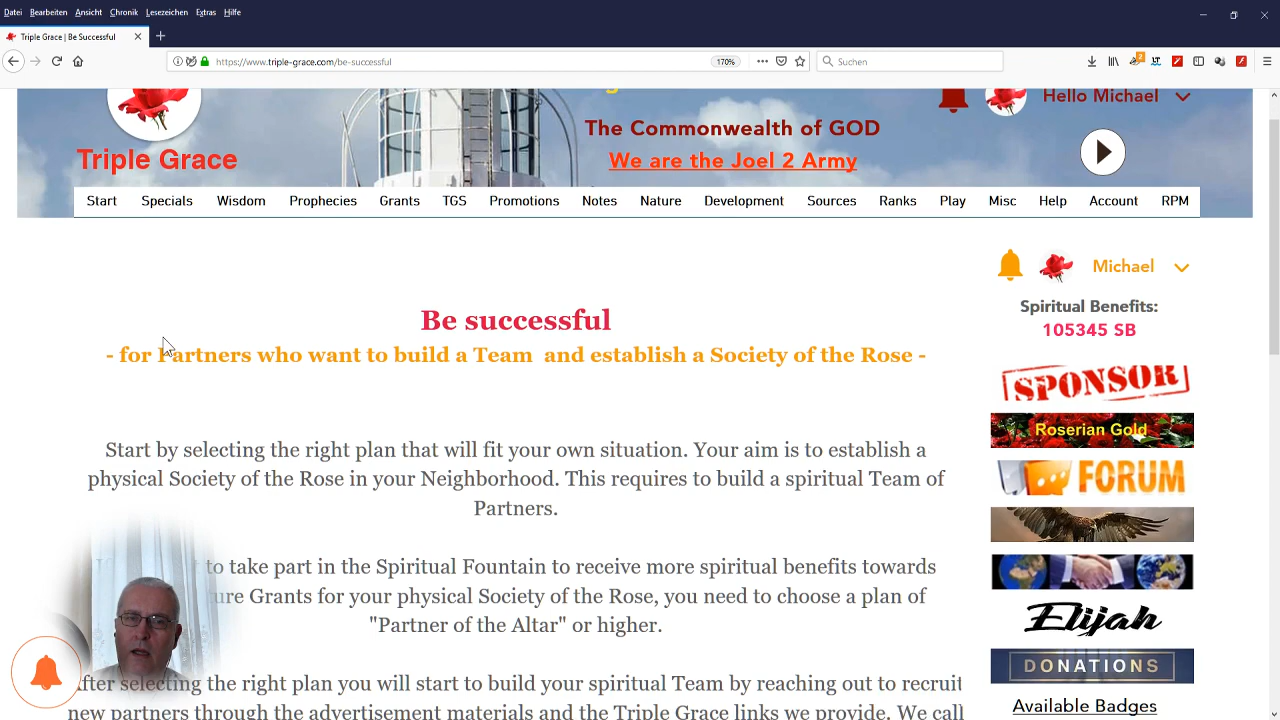 Datei Bearbeiten Ansicht Chronik Lesezeichen Extras Hilfe
Triple Grace | Be Successful
https://www.triple-grace.com/be-successful
170%
Suchen
2
Hello Michael
The Commonwealth of GOD
Triple Grace
We are the Joel 2 Army
Start Specials Wisdom Prophecies Grants TGS Promotions Notes Nature Development Sources Ranks Play Misc Help Account RPM
Michael
Spiritual Benefits:
105345 SB
Be successful
- for Partners who want to build a Team and establish a Society of the Rose -
Start by selecting the right plan that will fit your own situation. Your aim is to establish a
physical Society of the Rose in your Neighborhood. This requires to build a spiritual Team of
Partners.
to take part in the Spiritual Fountain to receive more spiritual benefits towards
Grants for your physical Society of the Rose, you need to choose a plan of
"Partner of the Altar" or higher.
After selecting the right plan you will start to build your spiritual Team by reaching out to recruit
new partners through the advertisement materials and the Triple Grace links we provide. We call
SPONSOR
Roserian Gold
FORUM
Elijah
DONATIONS
Available Badges